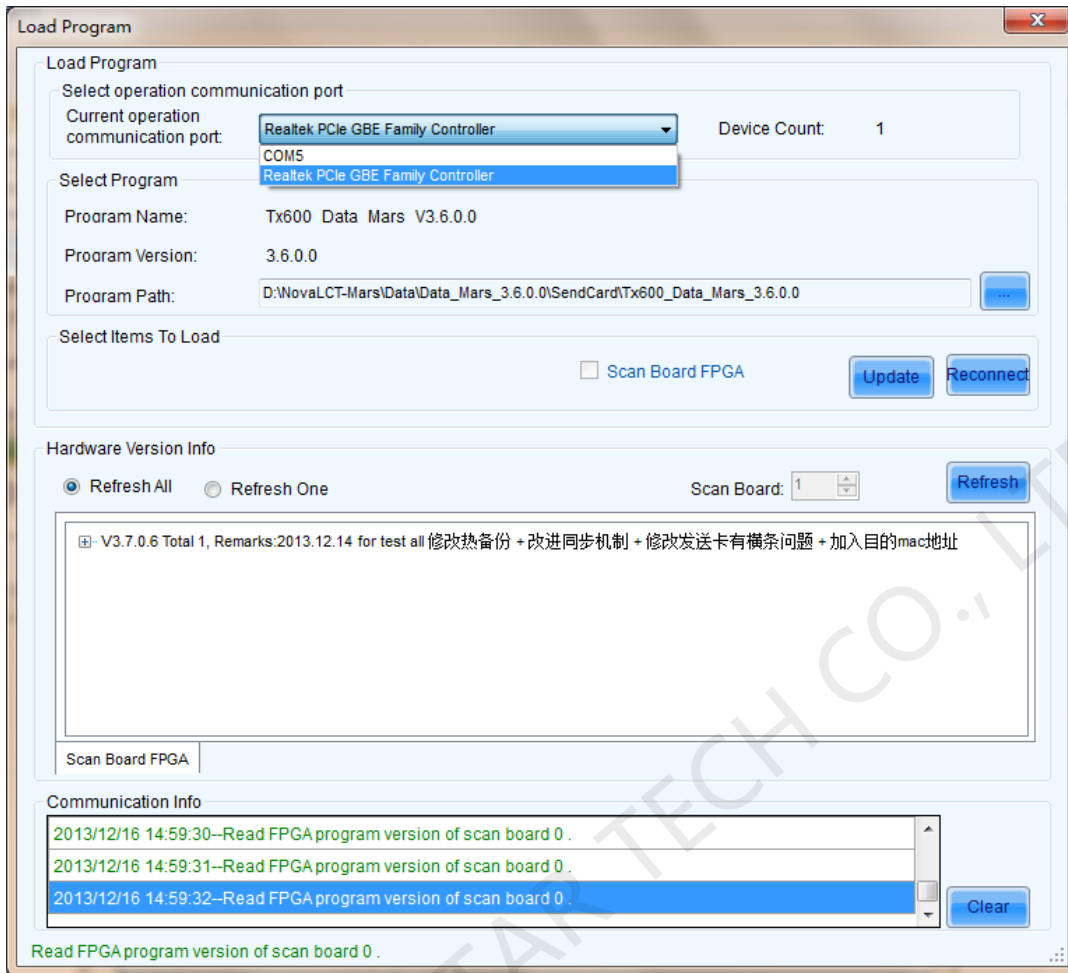 Load Program
x
Load Program
Select operation communication port
Current operation
communication port:
Realtek PCIe GBE Family Controller
Device Count: 1
COM5
Realtek PCIe GBE Family Controller
Select Program
Program Name: Tx600 Data Mars V3.6.0.0
Program Version: 3.6.0.0
Program Path: D:\NovaLCT-Mars\Data\Data_Mars_3.6.0.0\SendCard\Tx600_Data_Mars_3.6.0.0 ...
Select Items To Load
Scan Board FPGA Update Reconnect
Hardware Version Info
Refresh All Refresh One Scan Board: 1 Refresh
V3.7.0.6 Total 1, Remarks:2013.12.14 for test all 修改热备份 + 改进同步机制 + 修改发送卡有横条问题 + 加入目的mac地址
Scan Board FPGA
Communication Info
2013/12/16 14:59:30--Read FPGA program version of scan board 0 .
2013/12/16 14:59:31--Read FPGA program version of scan board 0 .
2013/12/16 14:59:32--Read FPGA program version of scan board 0 .
Clear
Read FPGA program version of scan board 0 .
TAR TECH CO., LT